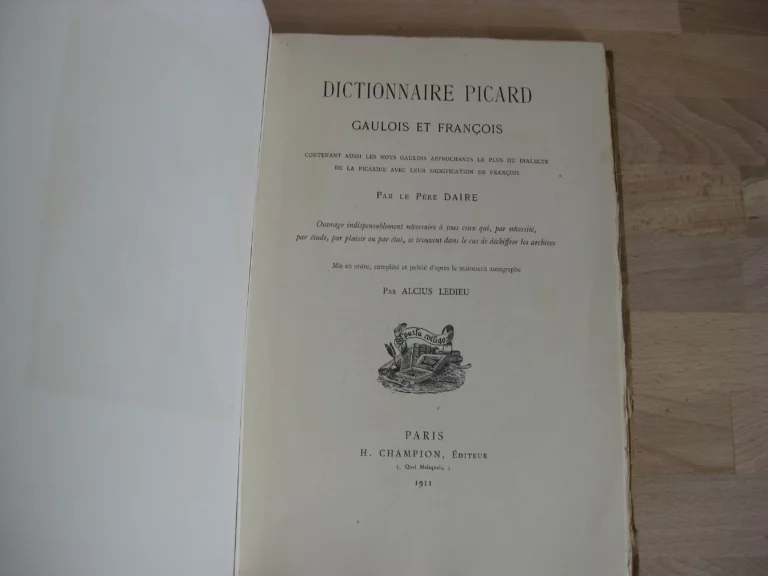 DICTIONNAIRE PICARD
GAULOIS ET FRANÇOIS
CONTENANT AUSSI LES MOTS GAULOIS APPROCHANTS LE PLUS DU DIALECTE
DE LA PICARDIE AVEC LEUR SIGNIFICATION EN FRANÇOIS
PAR LE PÈRE DAIRE
Ouvrage indispensablement nécessaire à tous ceux qui, par nécessité,
par étude, par plaisir ou par état, se trouvent dans le cas de déchiffrer les archives
Mis en ordre, complété et publié d'après le manuscrit autographe
PAR ALCIUS LEDIEU
sparsa colligo
PARIS
H. CHAMPION, ÉDITEUR
5, Quai Malaquais, 5
1911